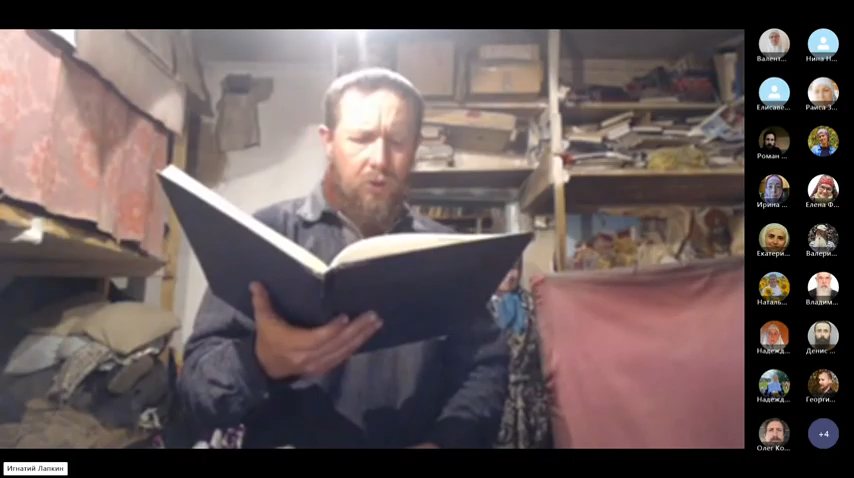 Валент...
Нина Н...
Елисаве...
Раиса З...
Роман ...
Ирина ...
Елена Ф...
Екатери...
Валери...
Наталь...
Владим...
Надежд...
Денис ...
Надежд...
Георги...
Олег Ко...
+4
Игнатий Лапкин